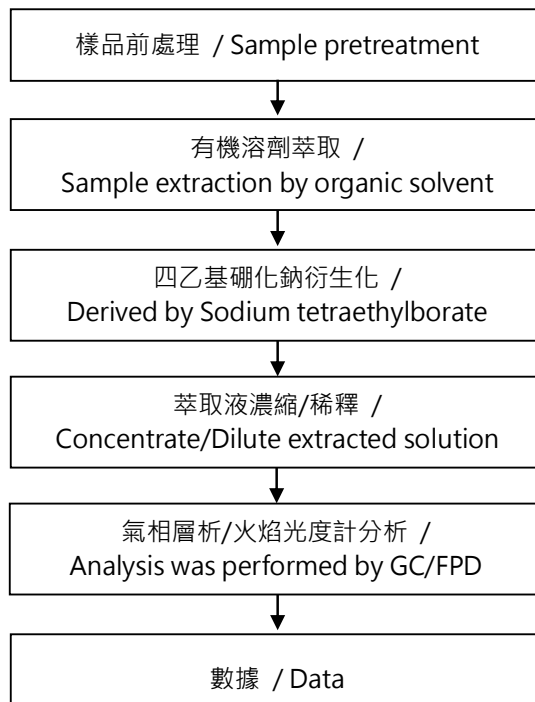 樣品前處理 / Sample pretreatment
有機溶劑萃取 /
Sample extraction by organic solvent
四乙基硼化鈉衍生化 /
Derived by Sodium tetraethylborate
萃取液濃縮/稀釋 /
Concentrate/Dilute extracted solution
氣相層析/火焰光度計分析 /
Analysis was performed by GC/FPD
數據 / Data